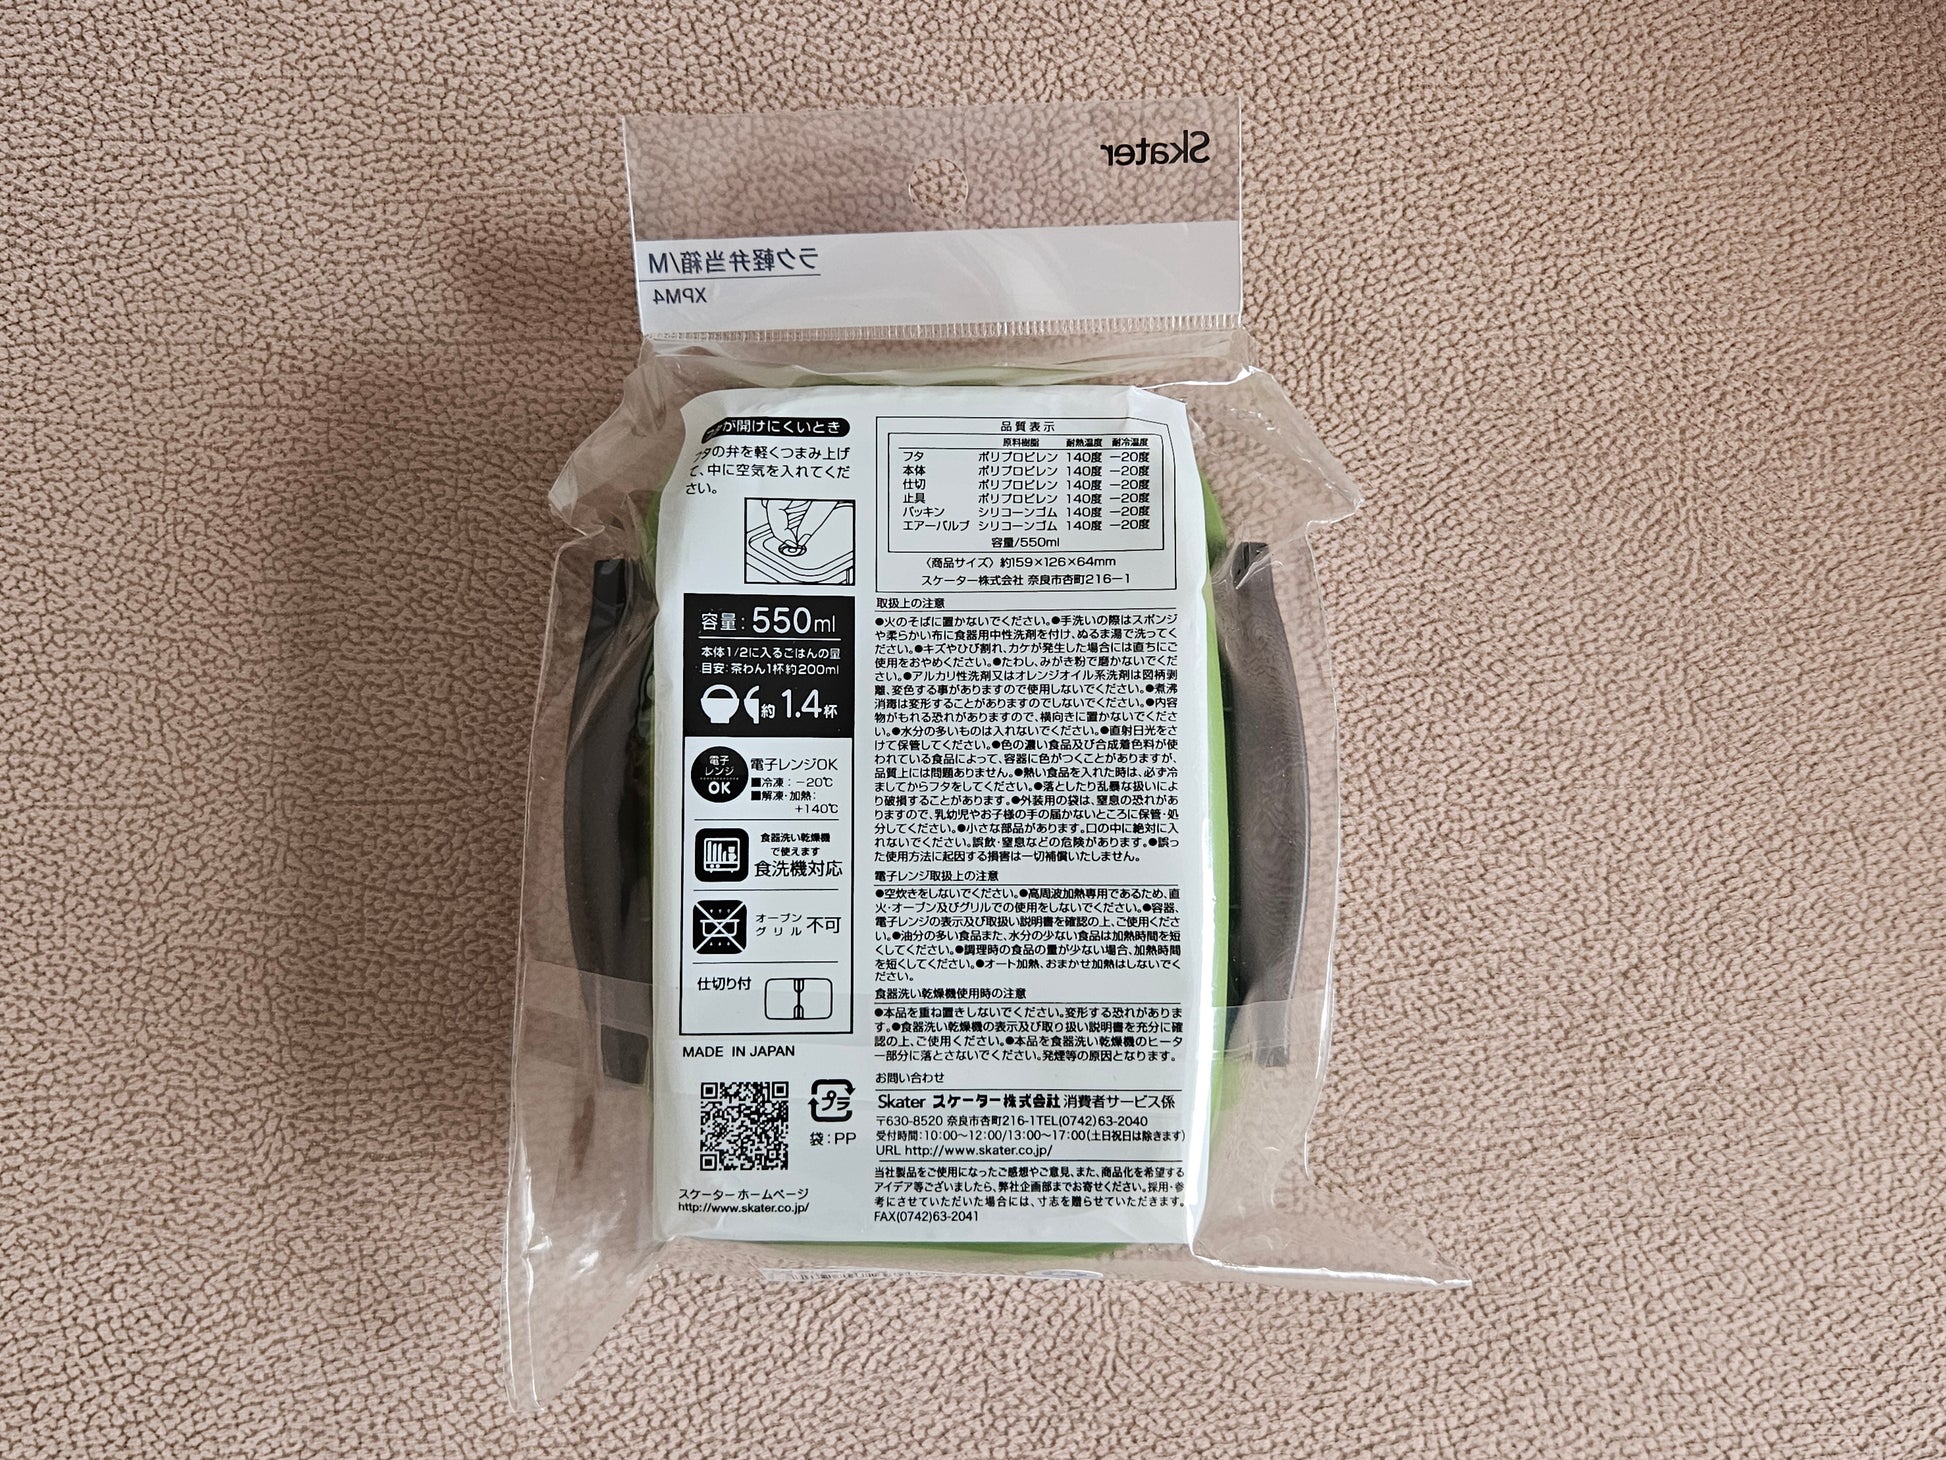 Skater
ラク軽弁当箱/M
XPM4
が開けにくいとき
フタの弁を軽くつまみ上げ
て、中に空気を入れてくだ
さい。
容量:550ml
本体1/2に入るごはんの量
目安:茶わん1杯約200ml
約1.4杯
電子
レンジ
OK
電子レンジOK
■冷凍:−20℃
■解凍・加熱:
+140℃
食器洗い乾燥機
で使えます
食洗機対応
オーブン
グリル 不可
仕切り付
MADE IN JAPAN
プラ
袋:PP
スケーターホームページ
http://www.skater.co.jp/
品質表示
原料樹脂 耐熱温度 耐冷温度
フタ ポリプロピレン 140度 −20度
本体 ポリプロピレン 140度 −20度
仕切 ポリプロピレン 140度 −20度
止具 ポリプロピレン 140度 −20度
パッキン シリコーンゴム 140度 −20度
エアーバルブ シリコーンゴム 140度 −20度
容量/550ml
〈商品サイズ〉約159×126×64mm
スケーター株式会社 奈良市杏町216−1
取扱上の注意
●火のそばに置かないでください。●手洗いの際はスポンジ
や柔らかい布に食器用中性洗剤を付け、ぬるま湯で洗ってく
ださい。●キズやひび割れ、カケが発生した場合には直ちにご
使用をおやめください。●たわし、みがき粉で磨かないでくだ
さい。●アルカリ性洗剤又はオレンジオイル系洗剤は図柄剥
離、変色する事がありますので使用しないでください。●煮沸
消毒は変形することがありますのでしないでください。●内容
物がもれる恐れがありますので、横向きに置かないでくださ
い。●水分の多いものは入れないでください。●直射日光をさ
けて保管してください。●色の濃い食品及び合成着色料が使
われている食品によって、容器に色がつくことがありますが、
品質上には問題ありません。●熱い食品を入れた時は、必ず冷
ましてからフタをしてください。●落としたり乱暴な扱いによ
り破損することがあります。●外装用の袋は、窒息の恐れがあ
りますので、乳幼児やお子様の手の届かないところに保管・処
分してください。●小さな部品があります。口の中に絶対に入
れないでください。誤飲・窒息などの危険があります。●誤っ
た使用方法に起因する損害は一切補償いたしません。
電子レンジ取扱上の注意
●空炊きをしないでください。●高周波加熱専用であるため、直
火・オーブン及びグリルでの使用をしないでください。●容器、
電子レンジの表示及び取扱い説明書を確認の上、ご使用くださ
い。●油分の多い食品また、水分の少ない食品は加熱時間を短
くしてください。●調理時の食品の量が少ない場合、加熱時間
を短くしてください。●オート加熱、おまかせ加熱はしないでく
ださい。
食器洗い乾燥機使用時の注意
●本品を重ね置きしないでください。変形する恐れがありま
す。●食器洗い乾燥機の表示及び取り扱い説明書を充分に確
認の上、ご使用ください。●本品を食器洗い乾燥機のヒータ
ー部分に落とさないでください。発煙等の原因となります。
お問い合わせ
Skater スケーター株式会社 消費者サービス係
〒630-8520 奈良市杏町216-1TEL(0742)63-2040
受付時間:10:00〜12:00/13:00〜17:00(土日祝日は除きます)
URL http://www.skater.co.jp/
当社製品をご使用になったご感想やご意見、また、商品化を希望する
アイデア等ございましたら、弊社企画部までお寄せください。採用・参
考にさせていただいた場合には、寸志を贈らせていただきます。
FAX(0742)63-2041